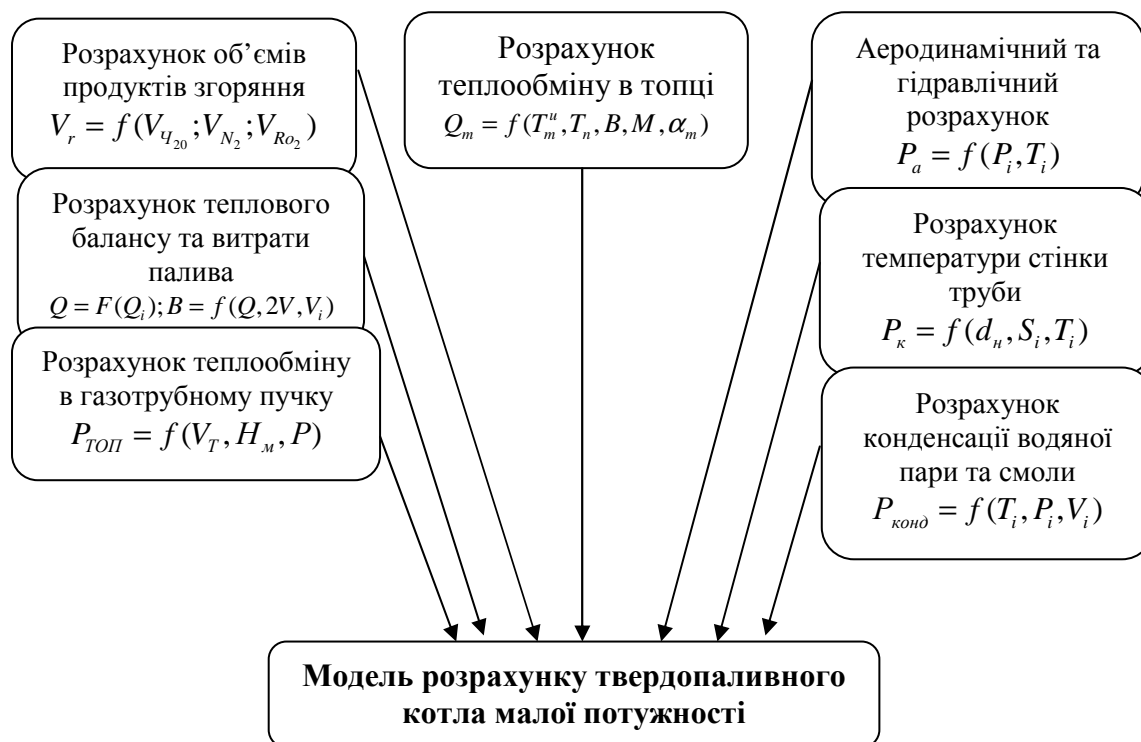 Розрахунок об’ємів
продуктів згоряння
V_r = f(V_{Ч_{20}};V_{N_2};V_{Ro_2})
Розрахунок теплового
балансу та витрати
палива
Q = F(Q_i); B = f(Q,2V,V_i)
Розрахунок теплообміну
в газотрубному пучку
P_{ТОП} = f(V_T,H_м,P)
Розрахунок
теплообміну в топці
Q_m = f(T_m^u,T_n,B,M,α_m)
Аеродинамічний та
гідравлічний
розрахунок
P_a = f(P_i,T_i)
Розрахунок
температури стінки
труби
P_к = f(d_н,S_i,T_i)
Розрахунок
конденсації водяної
пари та смоли
P_{конд} = f(T_i,P_i,V_i)
Модель розрахунку твердопаливного
котла малої потужності